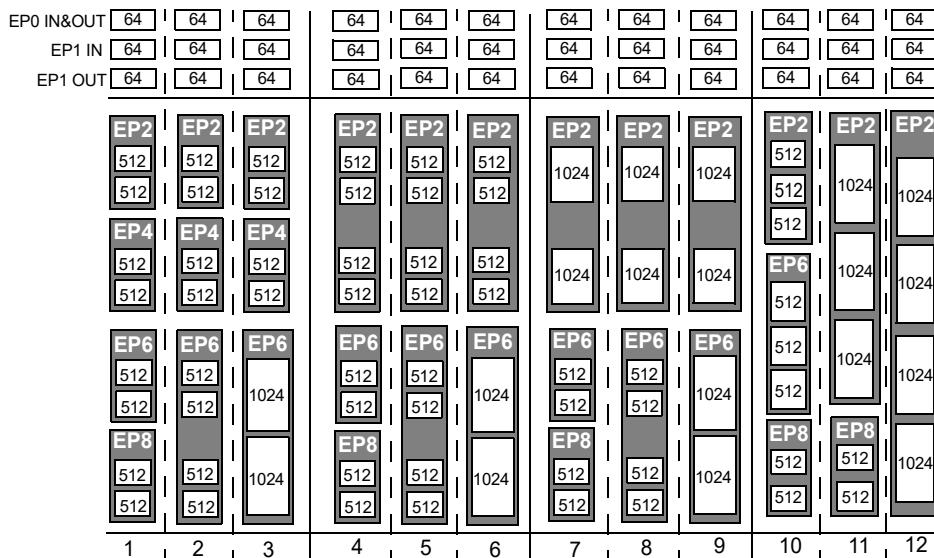 EP0 IN&OUT 64 64 64 64 64 64 64 64 64 64 64 64
EP1 IN 64 64 64 64 64 64 64 64 64 64 64 64
EP1 OUT 64 64 64 64 64 64 64 64 64 64 64 64
EP2 EP2 EP2 EP2 EP2 EP2 EP2 EP2 EP2 EP2 EP2 EP2
512 512 512 512 512 512 1024 1024 1024 512
512 512 512 512 512 512 512 1024 1024
512
EP4 EP4 EP4
512 512 512 512 512 512 1024 1024 1024 EP6 1024 1024
512 512 512 512 512 512 512
EP6 EP6 EP6 EP6 EP6 EP6 EP6 EP6 EP6 512 1024
512 512 512 512 512 512 1024
512 512 1024 512 512 1024 512 512 1024 512
EP8 EP8 EP8 EP8 EP8
512 512 1024 512 512 1024 512 512 1024 512 512 1024
512 512 512 512 512 512 512 512
1 2 3 4 5 6 7 8 9 10 11 12